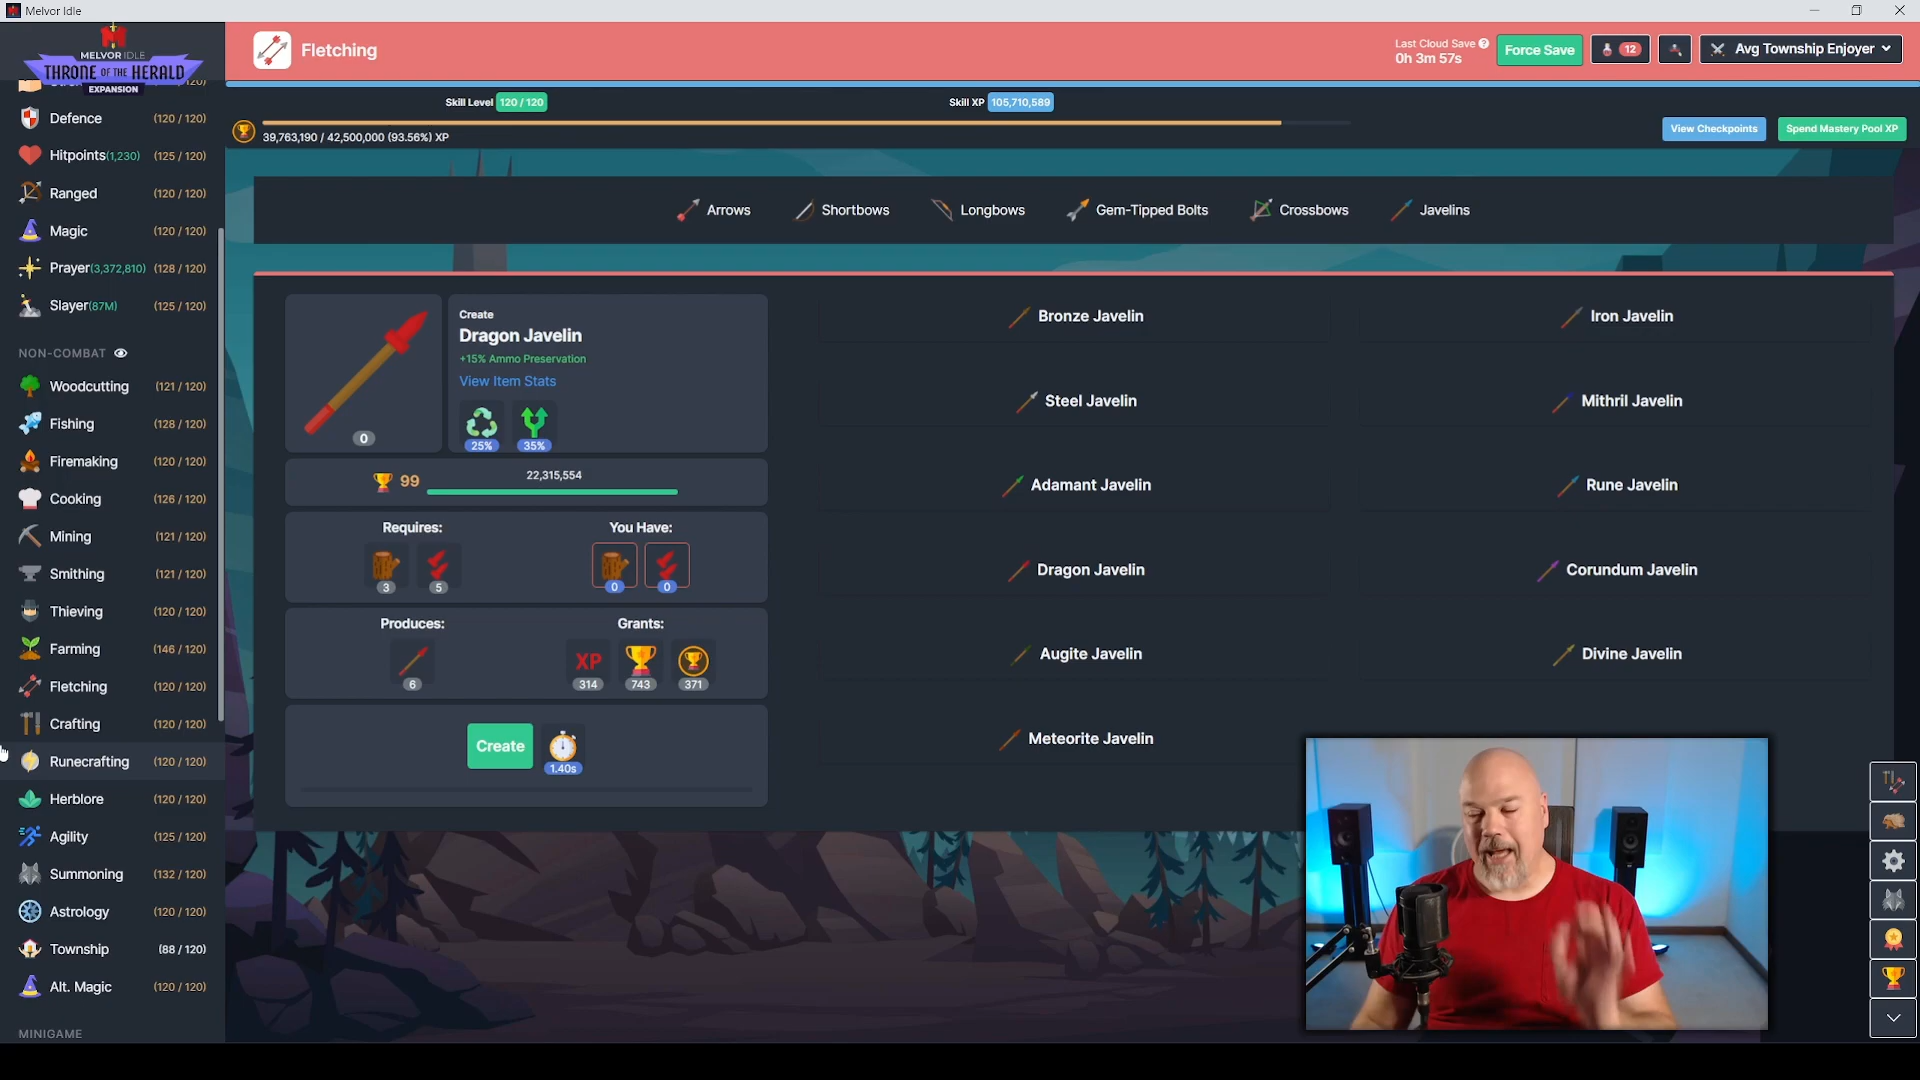 Melvor Idle
MELVOR IDLE
THRONE OF THE HERALD
EXPANSION
Fletching
Last Cloud Save
0h 3m 57s
Force Save
12
Avg Township Enjoyer
Skill Level 120 / 120
Skill XP 105,710,589
39,763,190 / 42,500,000 (93.56%) XP
View Checkpoints
Spend Mastery Pool XP
Defence (120 / 120)
Hitpoints(1,230) (125 / 120)
Ranged (120 / 120)
Magic (120 / 120)
Prayer(3,372,810) (128 / 120)
Slayer(87M) (125 / 120)
NON-COMBAT
Woodcutting (121 / 120)
Fishing (128 / 120)
Firemaking (120 / 120)
Cooking (126 / 120)
Mining (121 / 120)
Smithing (121 / 120)
Thieving (120 / 120)
Farming (146 / 120)
Fletching (120 / 120)
Crafting (120 / 120)
Runecrafting (120 / 120)
Herblore (120 / 120)
Agility (125 / 120)
Summoning (132 / 120)
Astrology (120 / 120)
Township (88 / 120)
Alt. Magic (120 / 120)
MINIGAME
Arrows
Shortbows
Longbows
Gem-Tipped Bolts
Crossbows
Javelins
0
Create
Dragon Javelin
+15% Ammo Preservation
View Item Stats
25%
35%
99
22,315,554
Requires:
You Have:
3
5
0
0
Produces:
Grants:
6
XP
314
743
371
Create
1.40s
Bronze Javelin
Iron Javelin
Steel Javelin
Mithril Javelin
Adamant Javelin
Rune Javelin
Dragon Javelin
Corundum Javelin
Augite Javelin
Divine Javelin
Meteorite Javelin